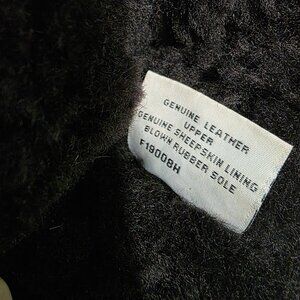 GENUINE LEATHER
UPPER
GENUINE SHEEPSKIN LINING
BLOWN RUBBER SOLE
F19008H